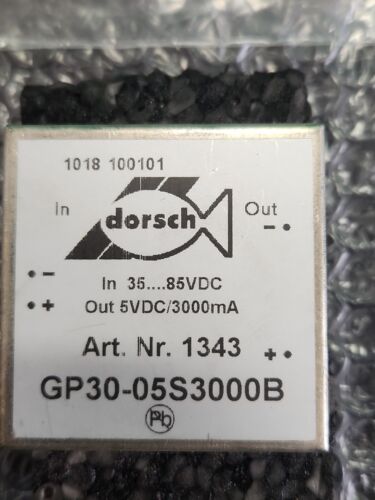 1018 100101
In
dorsch
Out
- •
• -
In 35....85VDC
• +
Out 5VDC/3000mA
Art. Nr. 1343
+ •
GP30-05S3000B
Pb